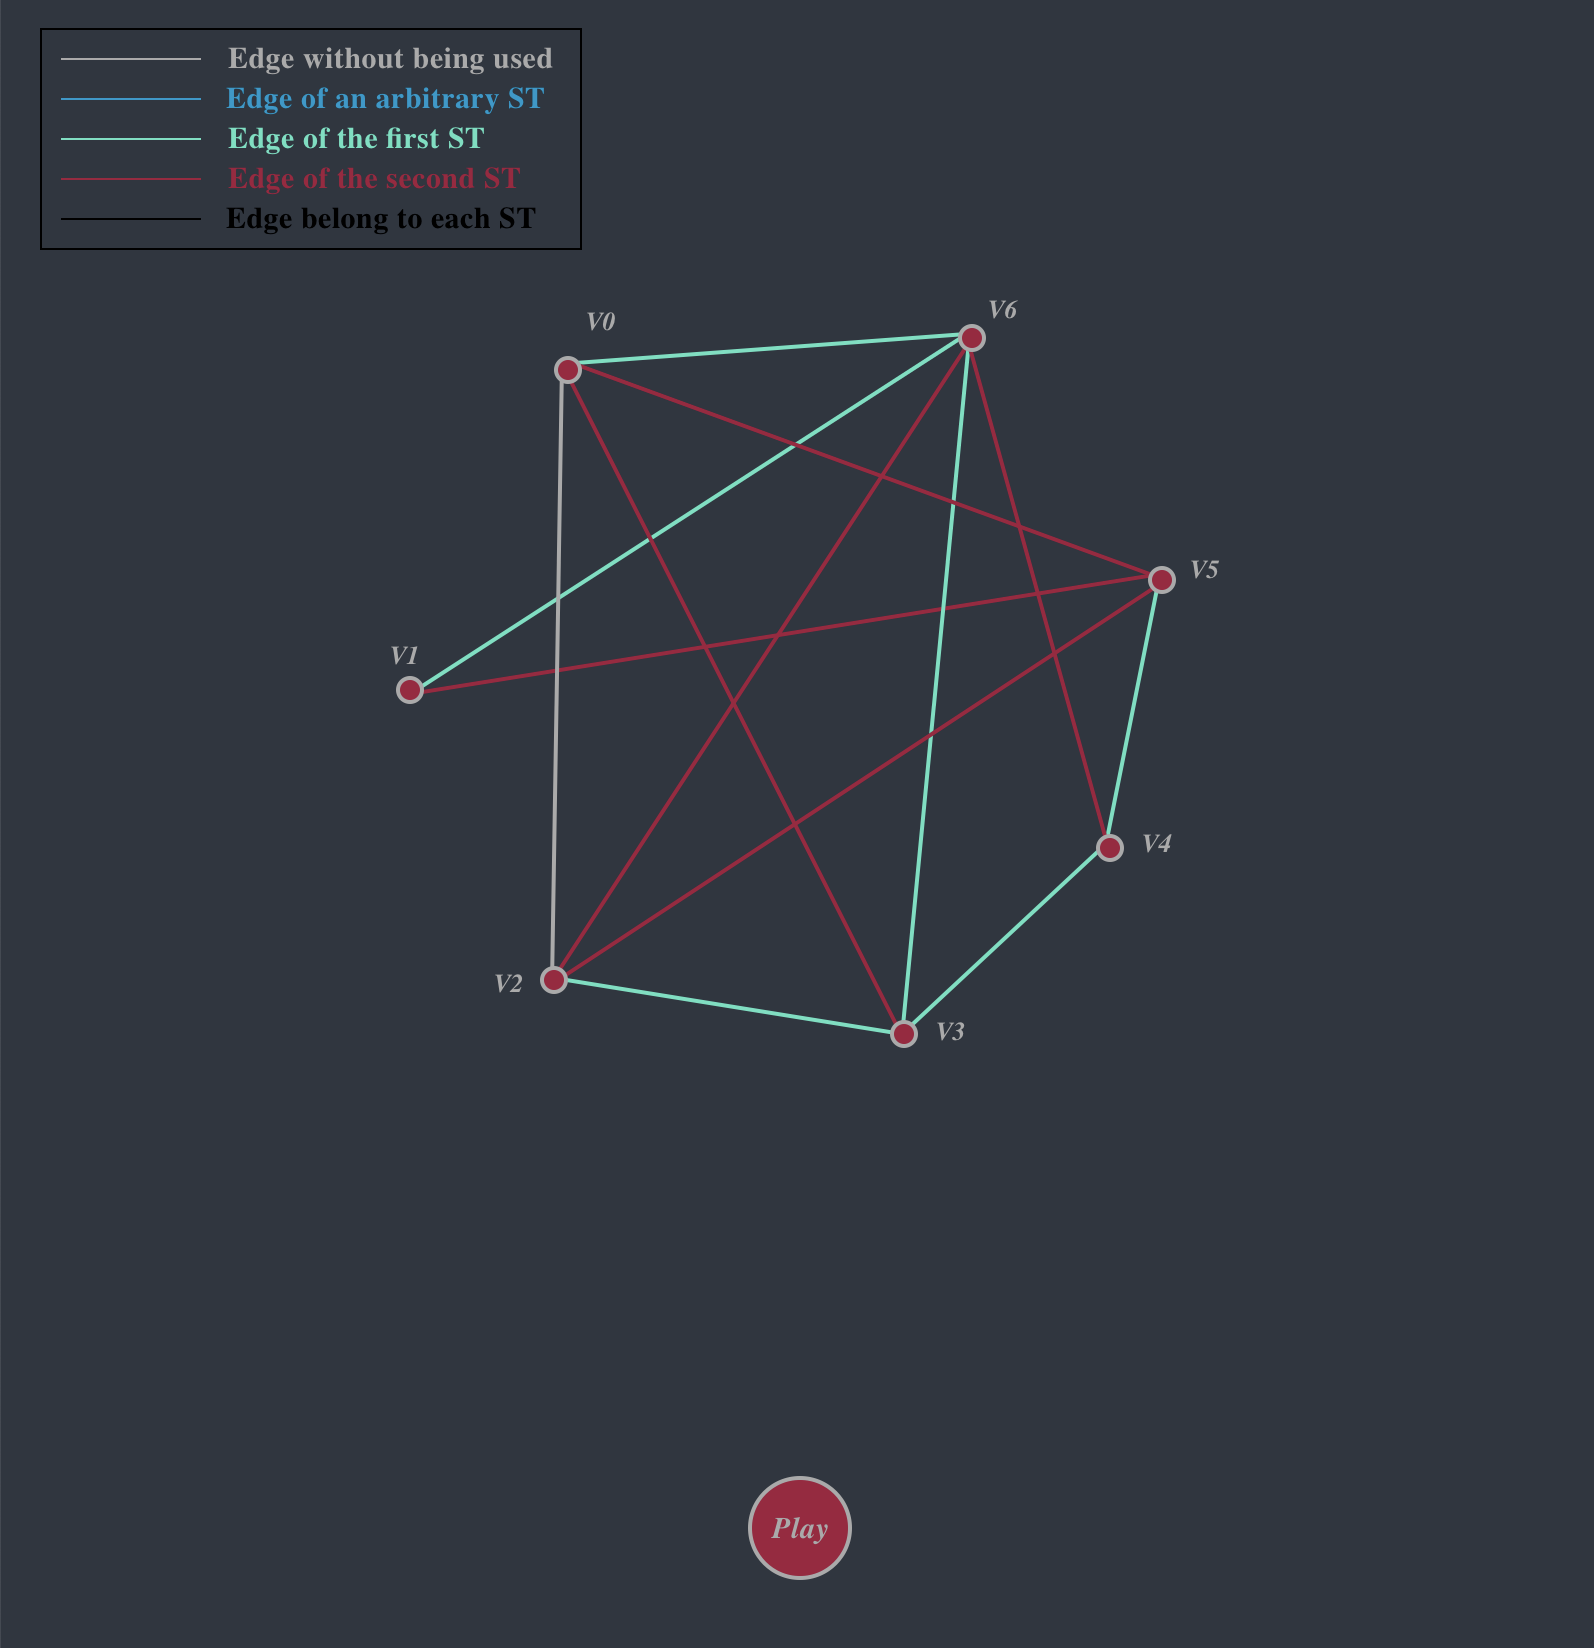 Edge without being used
Edge of an arbitrary ST
Edge of the first ST
Edge of the second ST
Edge belong to each ST
V6
V0
V5
V1
V4
V2
V3
Play